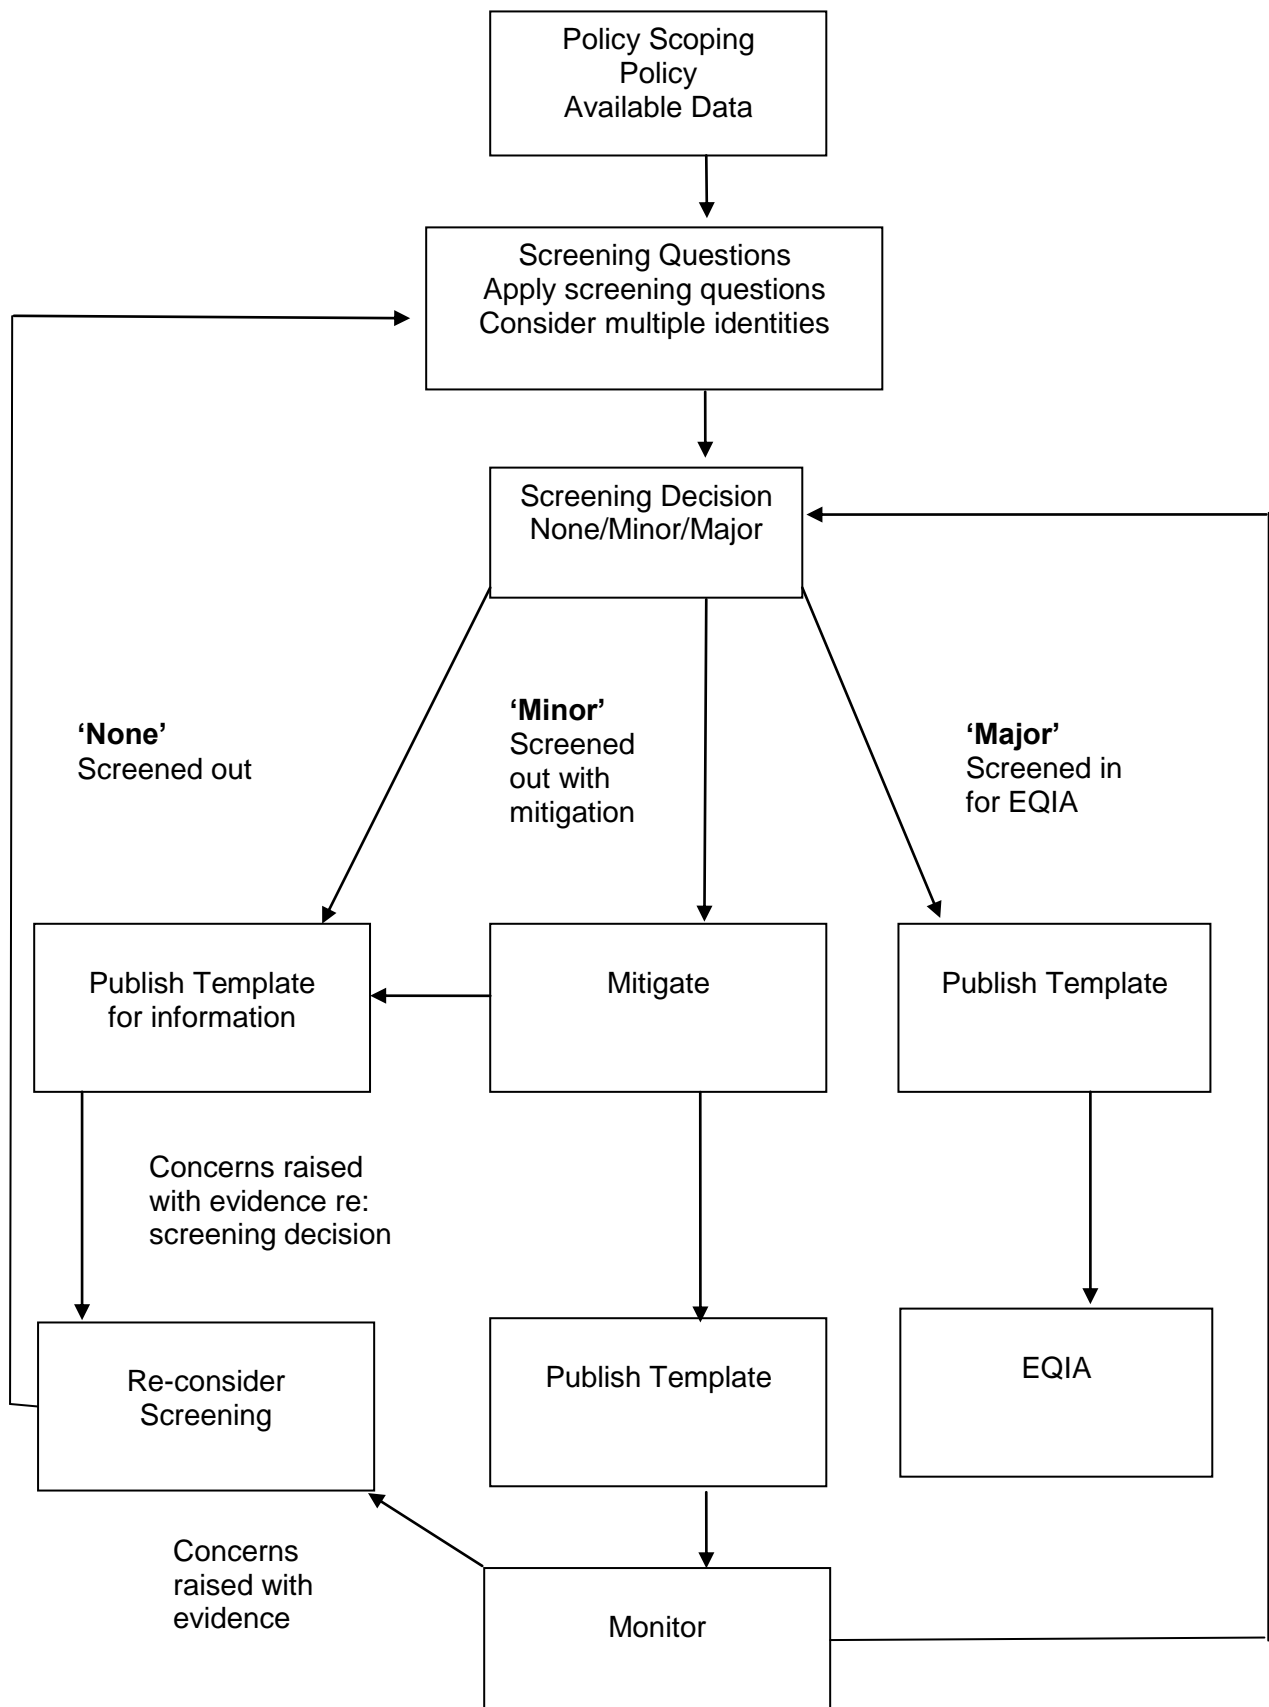 Policy Scoping
Policy
Available Data
Screening Questions
Apply screening questions
Consider multiple identities
Screening Decision
None/Minor/Major
‘None’
Screened out
‘Minor’
Screened
out with
mitigation
‘Major’
Screened in
for EQIA
Publish Template
for information
Mitigate
Publish Template
Concerns raised
with evidence re:
screening decision
Re-consider
Screening
Publish Template
EQIA
Concerns
raised with
evidence
Monitor